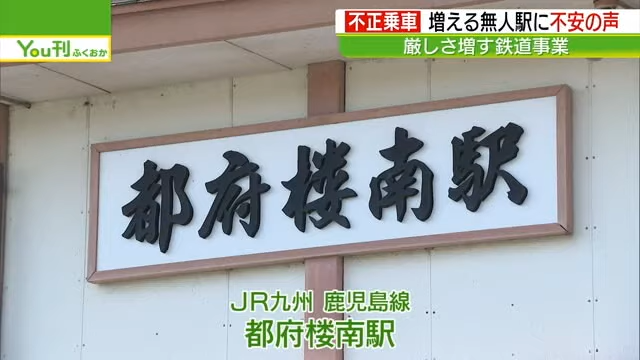 You刊
ふくおか
不正乗車 増える無人駅に不安の声
厳しさ増す鉄道事業
都府楼南駅
JR九州 鹿児島線
都府楼南駅